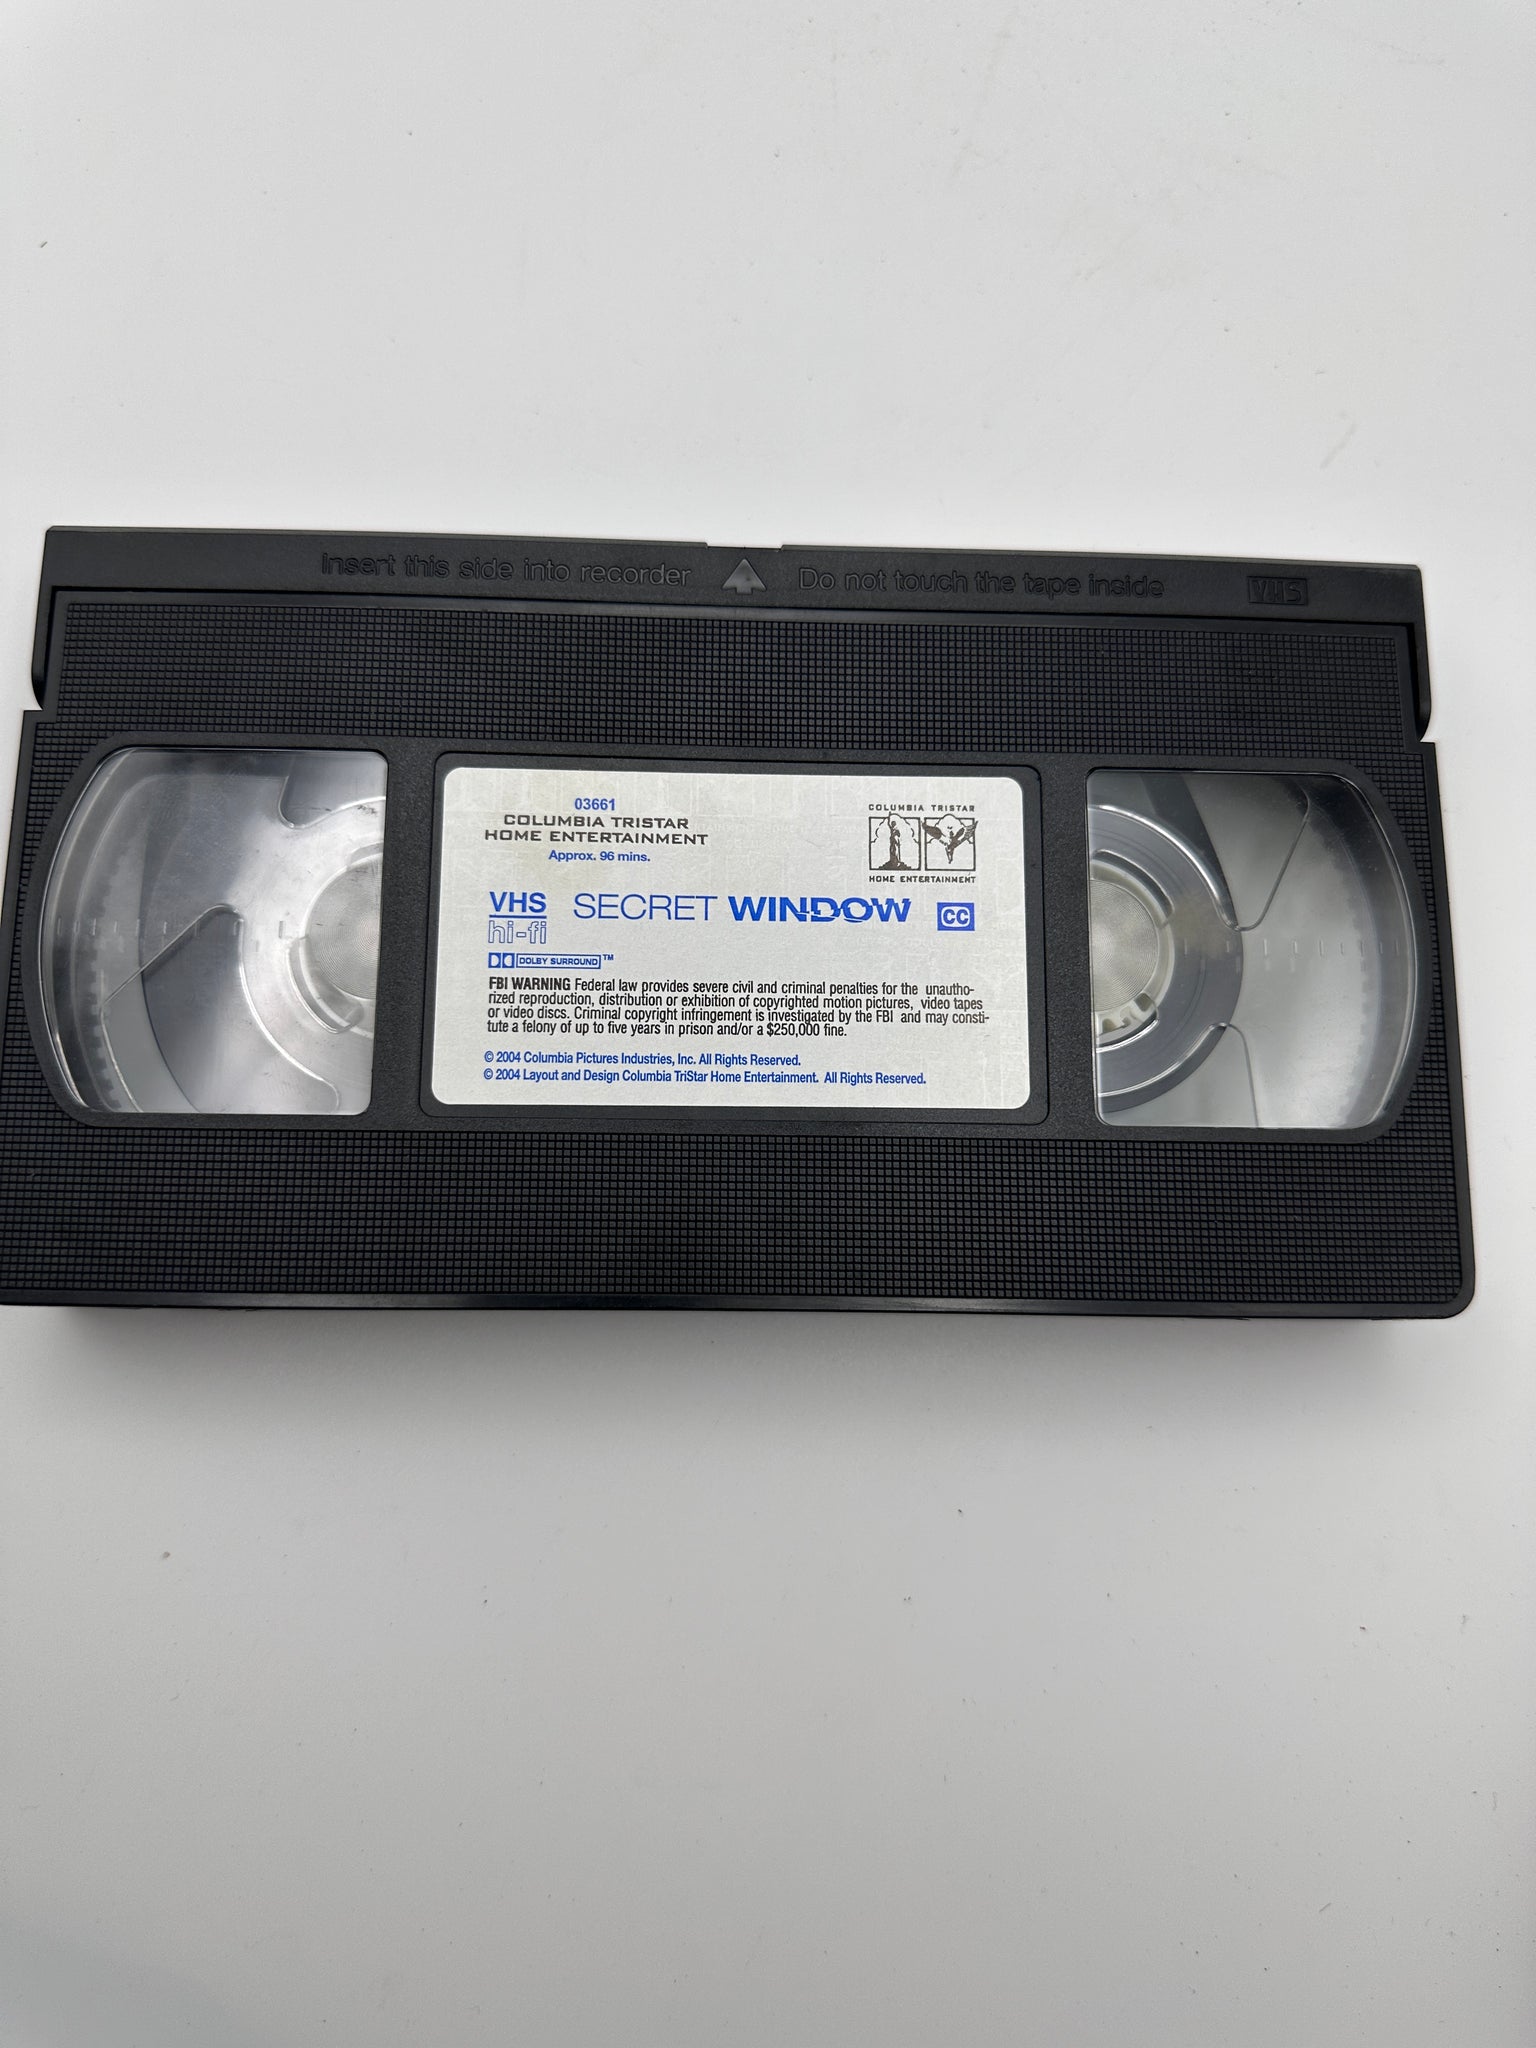 Insert this side into recorder
Do not touch the tape inside
VHS
03661
COLUMBIA TRISTAR
HOME ENTERTAINMENT
Approx. 96 mins.
COLUMBIA TRISTAR
HOME ENTERTAINMENT
VHS
hi-fi
SECRET WINDOW
CC
DOLBY SURROUND™
FBI WARNING Federal law provides severe civil and criminal penalties for the unautho-
rized reproduction, distribution or exhibition of copyrighted motion pictures, video tapes
or video discs. Criminal copyright infringement is investigated by the FBI and may consti-
tute a felony of up to five years in prison and/or a $250,000 fine.
© 2004 Columbia Pictures Industries, Inc. All Rights Reserved.
© 2004 Layout and Design Columbia TriStar Home Entertainment. All Rights Reserved.